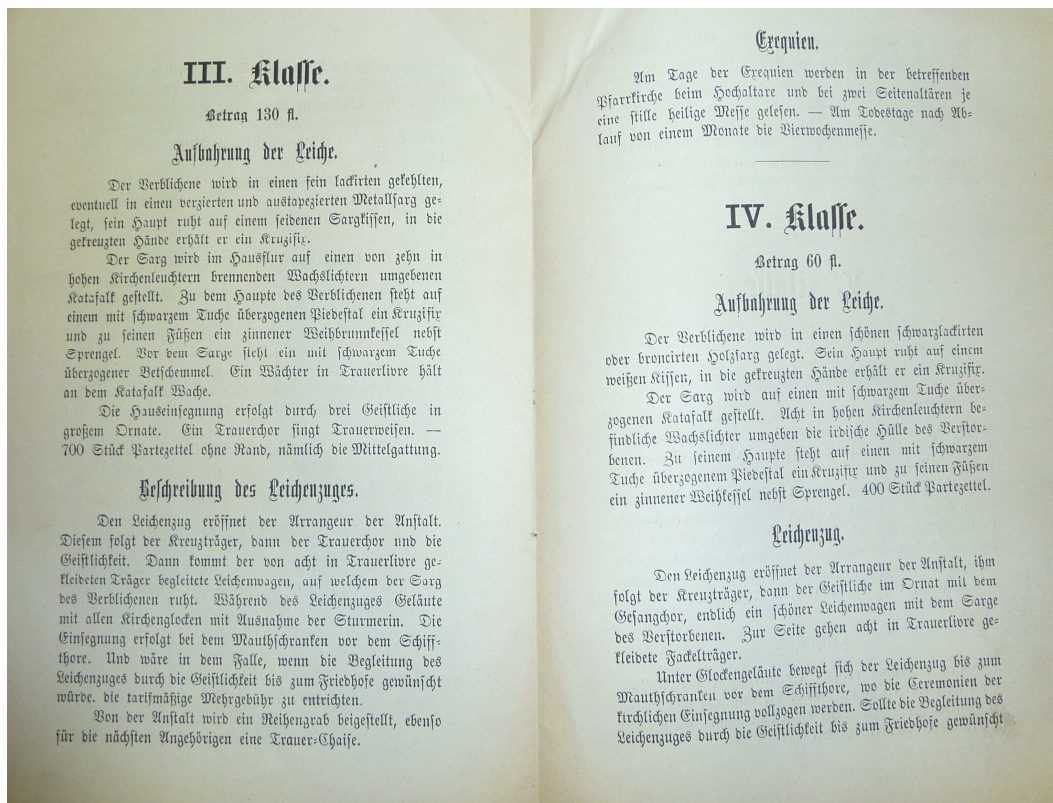 III. Klasse.
Betrag 130 fl.
Aufbahrung der Leiche.
Der Verblichene wird in einen fein lackirten gekehlten,
eventuell in einen verzierten und austapezierten Metallsarg ge-
legt, sein Haupt ruht auf einem seidenen Sargkissen, in die
gekreuzten Hände erhält er ein Kruzifix.
Der Sarg wird im Hausflur auf einen von zehn in
hohen Kirchenleuchtern brennenden Wachslichtern umgebenen
Katafalk gestellt. Zu dem Haupte des Verblichenen steht auf
einem mit schwarzem Tuche überzogenen Piedestal ein Kruzifix
und zu seinen Füßen ein zinnener Weihbrunnkessel nebst
Sprengel. Vor dem Sarge steht ein mit schwarzem Tuche
überzogener Betschemmel. Ein Wächter in Trauerlivre hält
an dem Katafalk Wache.
Die Hauseinsegnung erfolgt durch drei Geistliche in
großem Ornate. Ein Trauerchor singt Trauerweisen. —
700 Stück Partezettel ohne Rand, nämlich die Mittelgattung.
Beschreibung des Leichenzuges.
Den Leichenzug eröffnet der Arrangeur der Anstalt.
Diesem folgt der Kreuzträger, dann der Trauerchor und die
Geistlichkeit. Dann kommt der von acht in Trauerlivre ge-
kleideten Träger begleitete Leichenwagen, auf welchem der Sarg
des Verblichenen ruht. Während des Leichenzuges Geläute
mit allen Kirchenglocken mit Ausnahme der Sturmerin. Die
Einsegnung erfolgt bei dem Mauthschranken vor dem Schiff-
thore. Und wäre in dem Falle, wenn die Begleitung des
Leichenzuges durch die Geistlichkeit bis zum Friedhofe gewünscht
würde, die tarifmäßige Mehrgebühr zu entrichten.
Von der Anstalt wird ein Reihengrab beigestellt, ebenso
für die nächsten Angehörigen eine Trauer-Chaise.
Exequien.
Am Tage der Exequien werden in der betreffenden
Pfarrkirche beim Hochaltare und bei zwei Seitenaltären je
eine stille heilige Messe gelesen. — Am Todestage nach Ab-
lauf von einem Monate die Vierwochenmesse.
IV. Klasse.
Betrag 60 fl.
Aufbahrung der Leiche.
Der Verblichene wird in einen schönen schwarzlackirten
oder broncirten Holzsarg gelegt. Sein Haupt ruht auf einem
weißen Kissen, in die gekreuzten Hände erhält er ein Kruzifix.
Der Sarg wird auf einen mit schwarzem Tuche über-
zogenen Katafalk gestellt. Acht in hohen Kirchenleuchtern be-
findliche Wachslichter umgeben die irdische Hülle des Verstor-
benen. Zu seinem Haupte steht auf einen mit schwarzem
Tuche überzogenem Piedestal ein Kruzifix und zu seinen Füßen
ein zinnener Weihkessel nebst Sprengel. 400 Stück Partezettel.
Leichenzug.
Den Leichenzug eröffnet der Arrangeur der Anstalt, ihm
folgt der Kreuzträger, dann der Geistliche im Ornat mit dem
Gesangchor, endlich ein schöner Leichenwagen mit dem Sarge
des Verstorbenen. Zur Seite gehen acht in Trauerlivre ge-
kleidete Fackelträger.
Unter Glockengeläute bewegt sich der Leichenzug bis zum
Mauthschranken vor dem Schiffthore, wo die Ceremonien der
kirchlichen Einsegnung vollzogen werden. Sollte die Begleitung des
Leichenzuges durch die Geistlichkeit bis zum Friedhofe gewünscht